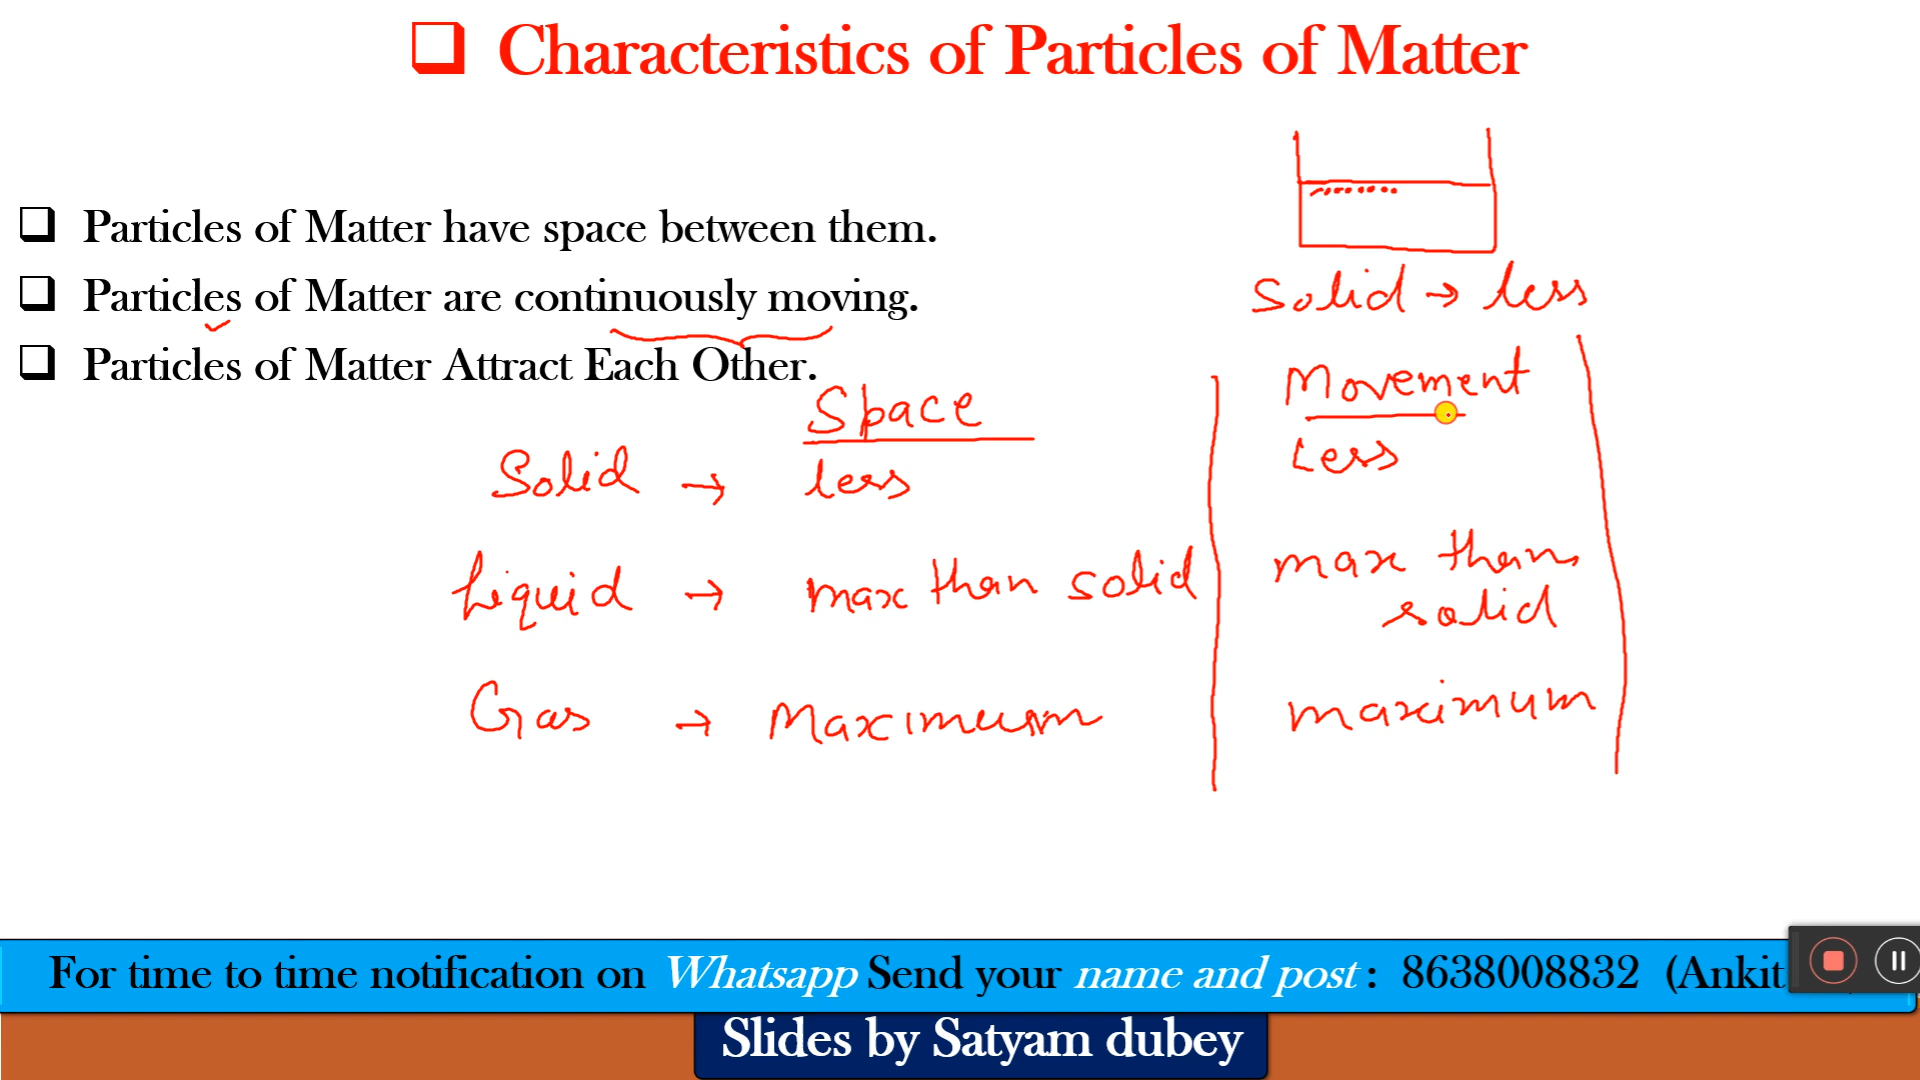 Characteristics of Particles of Matter
Particles of Matter have space between them.
Particles of Matter are continuously moving.
Particles of Matter Attract Each Other.
Solid → less
Space
Movement
Solid → less
Less
Liquid → max than solid
max than
solid
Gas → Maximum
maximum
For time to time notification on Whatsapp Send your name and post : 8638008832 (Ankit
Slides by Satyam dubey